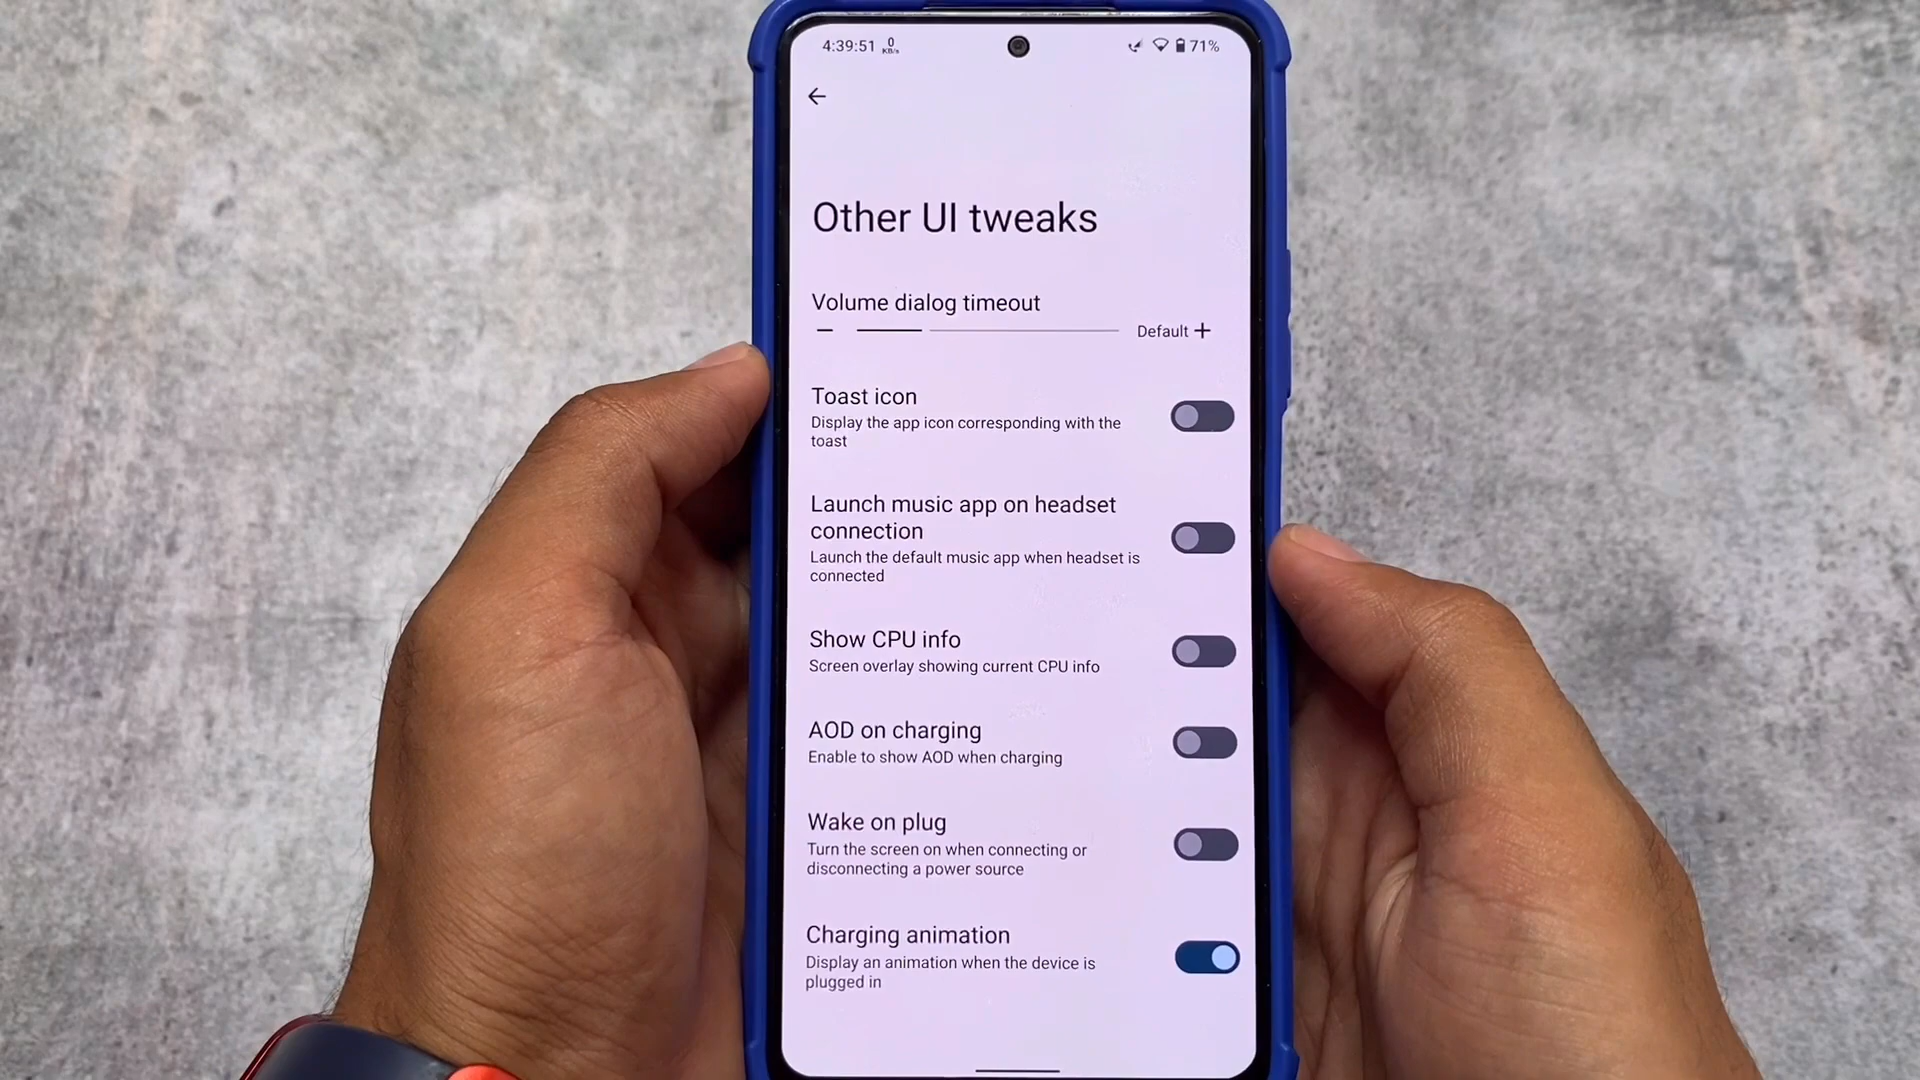 4:39:51 0 KB/s 71%
Other UI tweaks
Volume dialog timeout
Default
Toast icon
Display the app icon corresponding with the
toast
Launch music app on headset
connection
Launch the default music app when headset is
connected
Show CPU info
Screen overlay showing current CPU info
AOD on charging
Enable to show AOD when charging
Wake on plug
Turn the screen on when connecting or
disconnecting a power source
Charging animation
Display an animation when the device is
plugged in